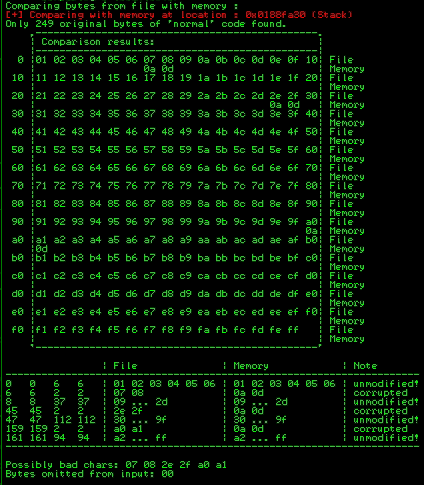 Comparing bytes from file with memory :
[+] Comparing with memory at location : 0x0188fa30 (Stack)
Only 249 original bytes of 'normal' code found.
Comparison results:
0 |01 02 03 04 05 06 07 08 09 0a 0b 0c 0d 0e 0f 10| File
| 0a 0d | Memory
10 |11 12 13 14 15 16 17 18 19 1a 1b 1c 1d 1e 1f 20| File
| | Memory
20 |21 22 23 24 25 26 27 28 29 2a 2b 2c 2d 2e 2f 30| File
| 0a 0d | Memory
30 |31 32 33 34 35 36 37 38 39 3a 3b 3c 3d 3e 3f 40| File
| | Memory
40 |41 42 43 44 45 46 47 48 49 4a 4b 4c 4d 4e 4f 50| File
| | Memory
50 |51 52 53 54 55 56 57 58 59 5a 5b 5c 5d 5e 5f 60| File
| | Memory
60 |61 62 63 64 65 66 67 68 69 6a 6b 6c 6d 6e 6f 70| File
| | Memory
70 |71 72 73 74 75 76 77 78 79 7a 7b 7c 7d 7e 7f 80| File
| | Memory
80 |81 82 83 84 85 86 87 88 89 8a 8b 8c 8d 8e 8f 90| File
| | Memory
90 |91 92 93 94 95 96 97 98 99 9a 9b 9c 9d 9e 9f a0| File
| 0a| Memory
a0 |a1 a2 a3 a4 a5 a6 a7 a8 a9 aa ab ac ad ae af b0| File
|0d | Memory
b0 |b1 b2 b3 b4 b5 b6 b7 b8 b9 ba bb bc bd be bf c0| File
| | Memory
c0 |c1 c2 c3 c4 c5 c6 c7 c8 c9 ca cb cc cd ce cf d0| File
| | Memory
d0 |d1 d2 d3 d4 d5 d6 d7 d8 d9 da db dc dd de df e0| File
| | Memory
e0 |e1 e2 e3 e4 e5 e6 e7 e8 e9 ea eb ec ed ee ef f0| File
| | Memory
f0 |f1 f2 f3 f4 f5 f6 f7 f8 f9 fa fb fc fd fe ff | File
| | Memory
| File | Memory | Note
0 0 6 6 | 01 02 03 04 05 06 | 01 02 03 04 05 06 | unmodified!
6 6 2 2 | 07 08 | 0a 0d | corrupted
8 8 37 37 | 09 ... 2d | 09 ... 2d | unmodified!
45 45 2 2 | 2e 2f | 0a 0d | corrupted
47 47 112 112 | 30 ... 9f | 30 ... 9f | unmodified!
159 159 2 2 | a0 a1 | 0a 0d | corrupted
161 161 94 94 | a2 ... ff | a2 ... ff | unmodified!
Possibly bad chars: 07 08 2e 2f a0 a1
Bytes omitted from input: 00